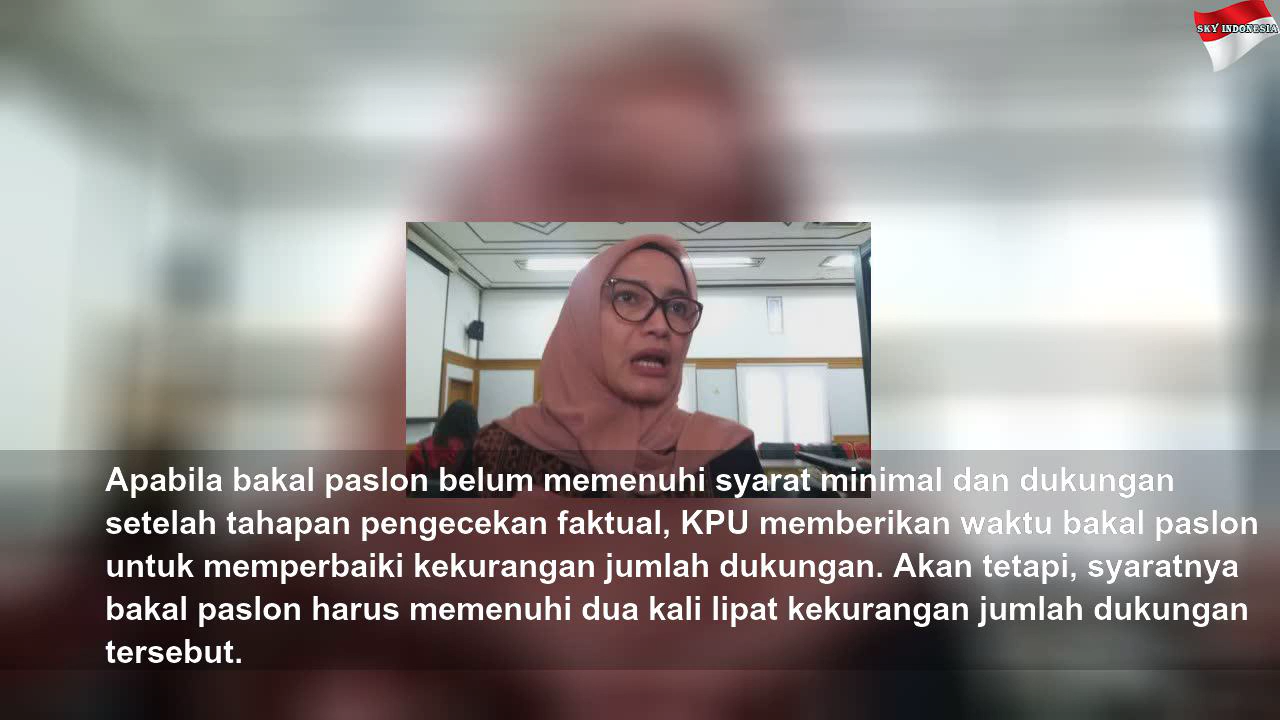 SKY INDONESIA
Apabila bakal paslon belum memenuhi syarat minimal dan dukungan
setelah tahapan pengecekan faktual, KPU memberikan waktu bakal paslon
untuk memperbaiki kekurangan jumlah dukungan. Akan tetapi, syaratnya
bakal paslon harus memenuhi dua kali lipat kekurangan jumlah dukungan
tersebut.